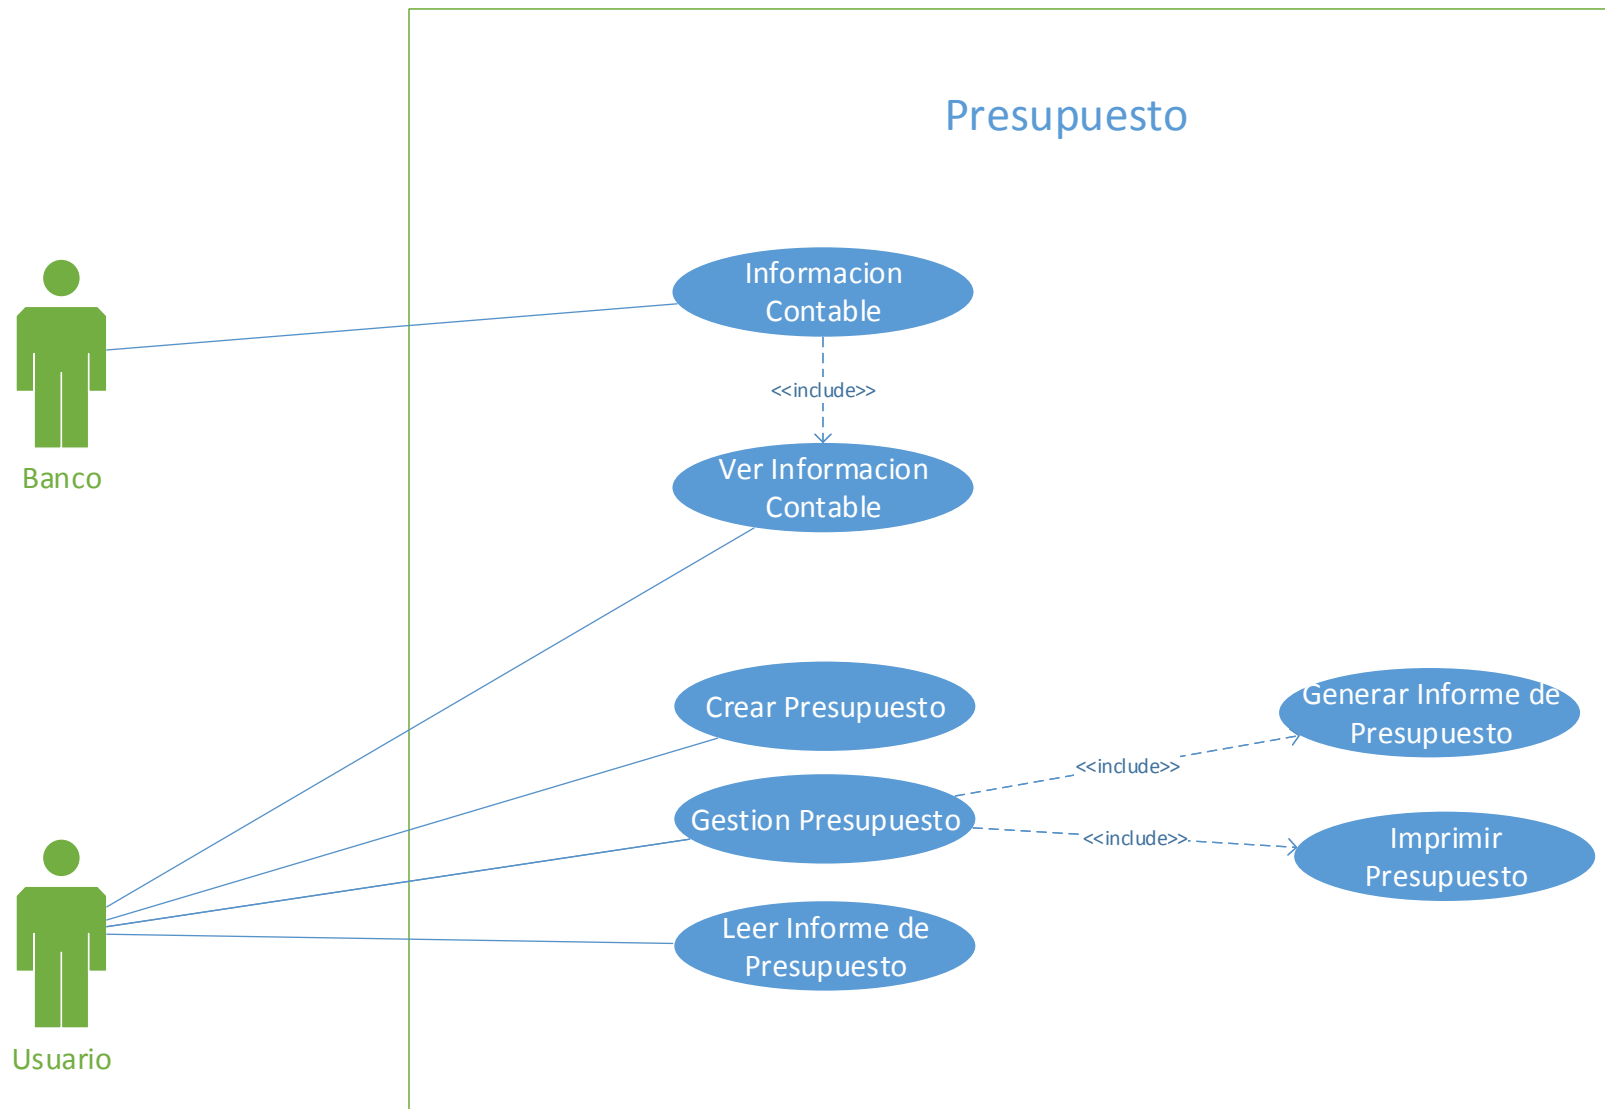 Presupuesto
Informacion
Contable
<<include>>
Banco
Ver Informacion
Contable
Crear Presupuesto
Generar Informe de
Presupuesto
<<include>>
Gestion Presupuesto
<<include>>
Imprimir
Presupuesto
Leer Informe de
Presupuesto
Usuario